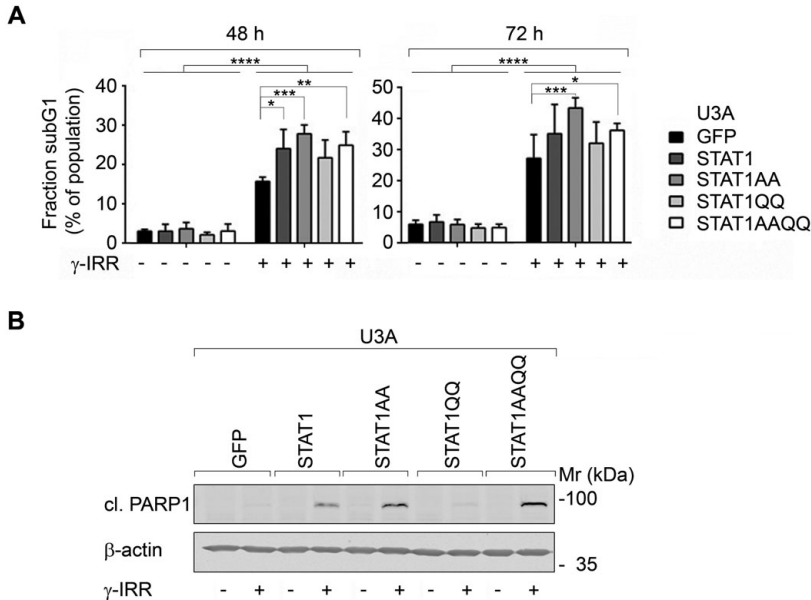 A
48 h
72 h
****
****
**
***
*
*
***
Fraction subG1
(% of population)
40
30
20
10
0
50
40
30
20
10
0
γ-IRR - - - - - + + + + + - - - - - + + + + +
U3A
GFP
STAT1
STAT1AA
STAT1QQ
STAT1AAQQ
B
U3A
GFP
STAT1
STAT1AA
STAT1QQ
STAT1AAQQ
Mr (kDa)
cl. PARP1
-100
β-actin
- 35
γ-IRR - + - + - + - + - +